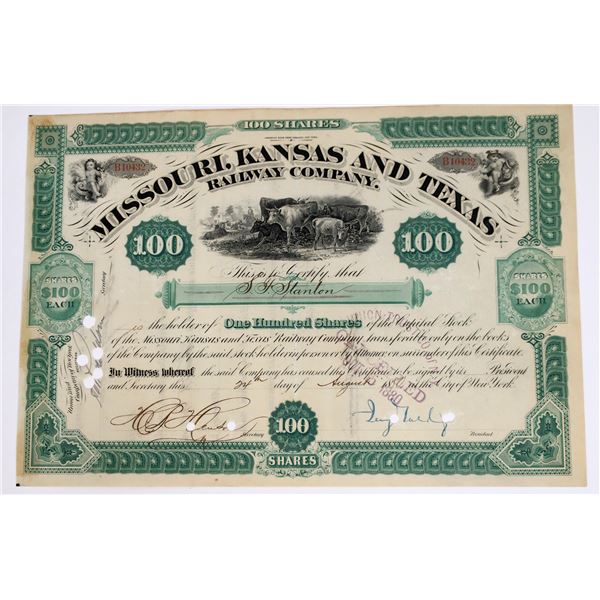 100 SHARES
B10432
B10432
MISSOURI, KANSAS AND TEXAS
RAILWAY COMPANY.
100
100
This is to Certify that
S F Stanton
SHARES
$100
EACH
SHARES
$100
EACH
Secretary
is the holder of One Hundred Shares of the Capital Stock
of the Missouri, Kansas and Texas Railway Company, transferable only on the books
of the Company by the said stockholder in person or by Attorney on surrender of this Certificate.
In Witness whereof the said Company has caused this Certificate to be signed by its President
and Secretary this 24th day of August 1880 in the City of New York.
UNION TRUST
1880
Secretary
100
SHARES
President